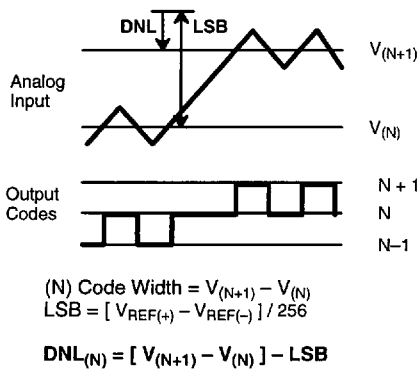 DNL LSB
V(N+1)
Analog
Input
V(N)
Output
Codes
N + 1
N
N–1
(N) Code Width = V(N+1) – V(N)
LSB = [ VREF(+) – VREF(–) ] / 256
DNL(N) = [ V(N+1) – V(N) ] – LSB